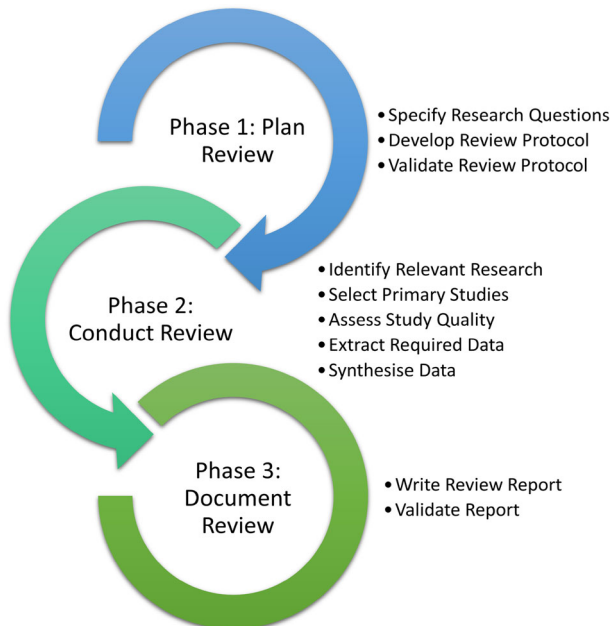 Phase 1: Plan
Review
• Specify Research Questions
• Develop Review Protocol
• Validate Review Protocol
Phase 2:
Conduct Review
• Identify Relevant Research
• Select Primary Studies
• Assess Study Quality
• Extract Required Data
• Synthesise Data
Phase 3:
Document
Review
• Write Review Report
• Validate Report